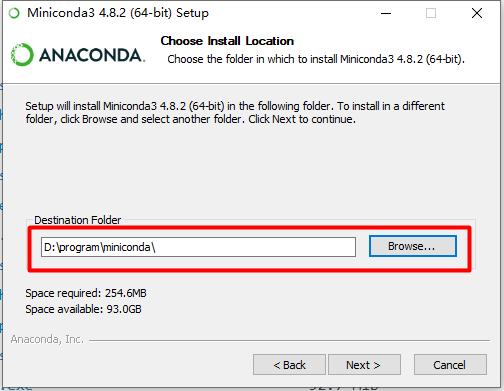 Miniconda3 4.8.2 (64-bit) Setup
ANACONDA.
Choose Install Location
Choose the folder in which to install Miniconda3 4.8.2 (64-bit).
Setup will install Miniconda3 4.8.2 (64-bit) in the following folder. To install in a different
folder, click Browse and select another folder. Click Next to continue.
Destination Folder
D:\program\miniconda\
Browse...
Space required: 254.6MB
Space available: 93.0GB
Anaconda, Inc.
< Back
Next >
Cancel